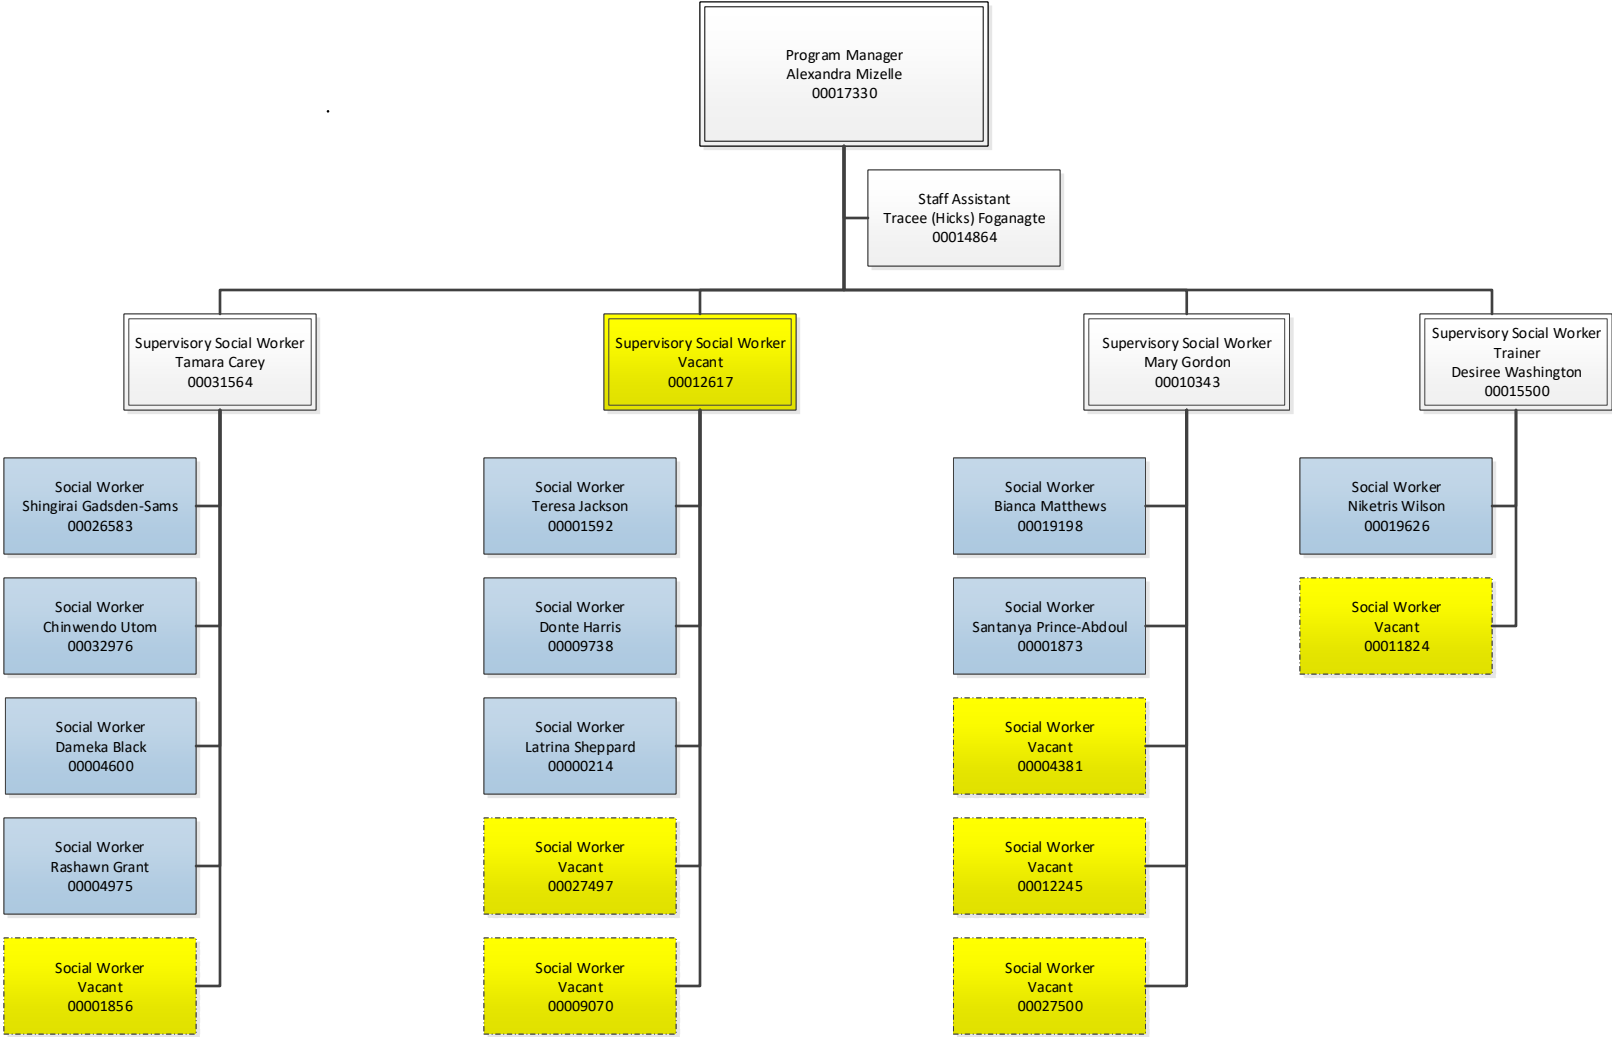 Program Manager
Alexandra Mizelle
00017330
.
Staff Assistant
Tracee (Hicks) Foganagte
00014864
Supervisory Social Worker
Tamara Carey
00031564
Supervisory Social Worker
Vacant
00012617
Supervisory Social Worker
Mary Gordon
00010343
Supervisory Social Worker
Trainer
Desiree Washington
00015500
Social Worker
Shingirai Gadsden-Sams
00026583
Social Worker
Chinwendo Utom
00032976
Social Worker
Dameka Black
00004600
Social Worker
Rashawn Grant
00004975
Social Worker
Vacant
00001856
Social Worker
Teresa Jackson
00001592
Social Worker
Donte Harris
00009738
Social Worker
Latrina Sheppard
00000214
Social Worker
Vacant
00027497
Social Worker
Vacant
00009070
Social Worker
Bianca Matthews
00019198
Social Worker
Santanya Prince-Abdoul
00001873
Social Worker
Vacant
00004381
Social Worker
Vacant
00012245
Social Worker
Vacant
00027500
Social Worker
Niketris Wilson
00019626
Social Worker
Vacant
00011824